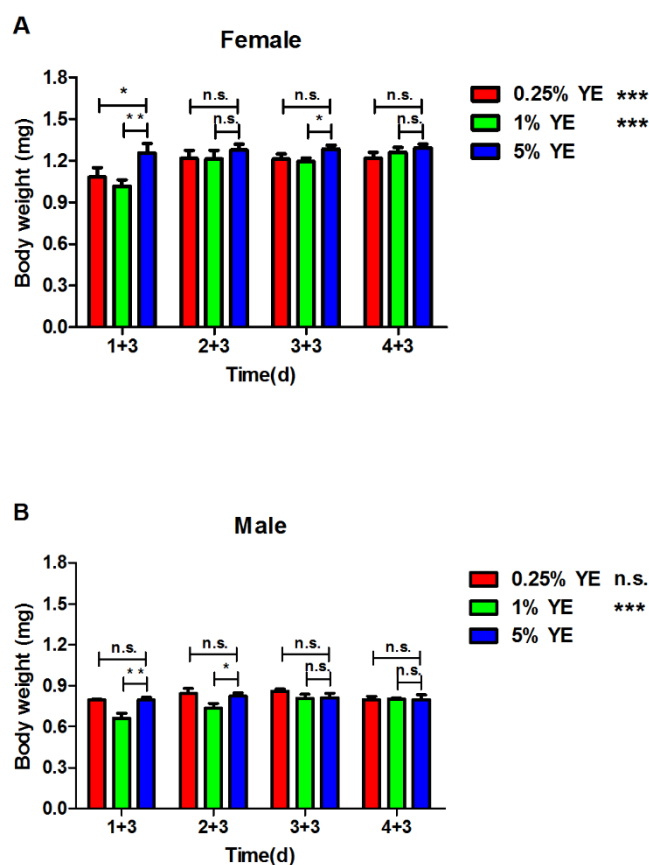 A
Female
Body weight (mg)
1.8
1.5
1.2
0.9
0.6
0.3
0.0
*
* *
n.s.
n.s.
n.s.
*
n.s.
n.s.
1+3
2+3
3+3
4+3
Time(d)
0.25% YE ***
1% YE ***
5% YE
B
Male
Body weight (mg)
1.8
1.5
1.2
0.9
0.6
0.3
0.0
n.s.
* *
n.s.
*
n.s.
n.s.
n.s.
n.s.
1+3
2+3
3+3
4+3
Time(d)
0.25% YE n.s.
1% YE ***
5% YE